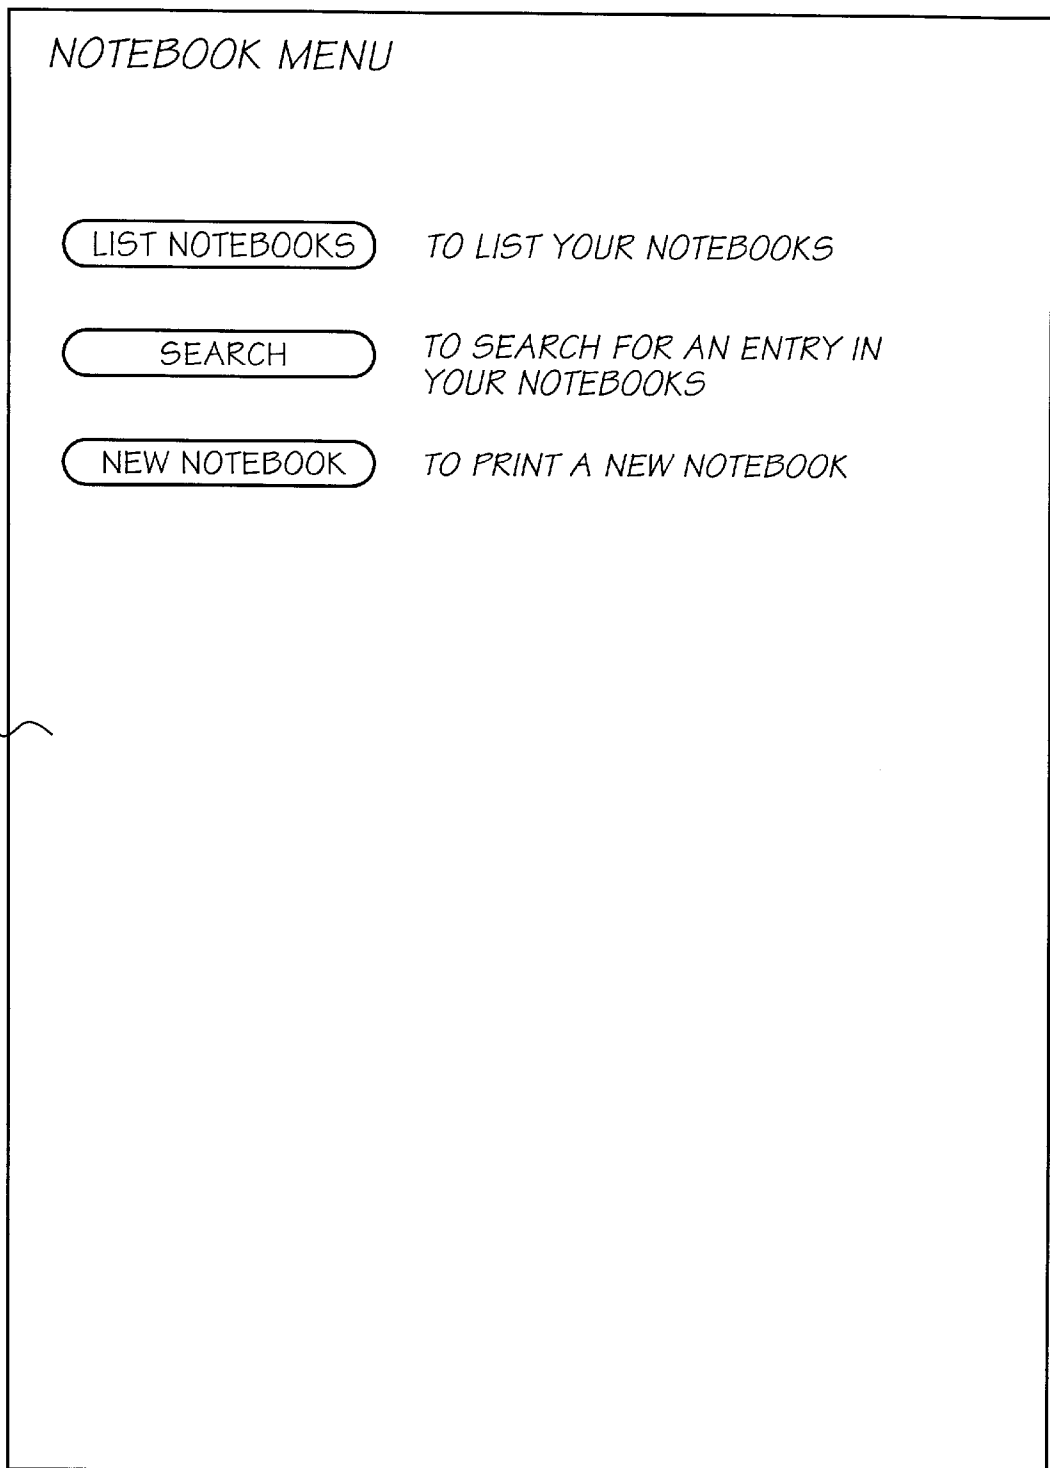 NOTEBOOK MENU
LIST NOTEBOOKS TO LIST YOUR NOTEBOOKS
SEARCH TO SEARCH FOR AN ENTRY IN
YOUR NOTEBOOKS
NEW NOTEBOOK TO PRINT A NEW NOTEBOOK